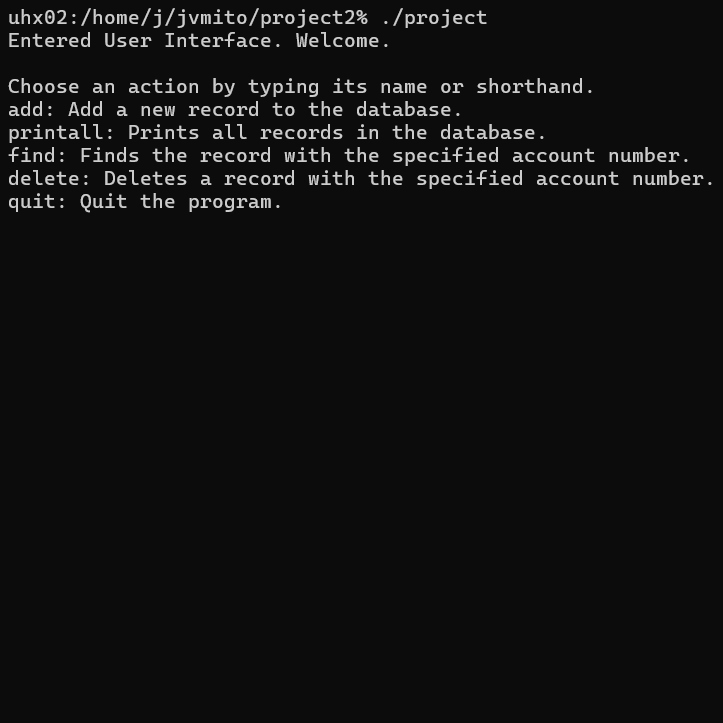 uhx02:/home/j/jvmito/project2% ./project
Entered User Interface. Welcome.
Choose an action by typing its name or shorthand.
add: Add a new record to the database.
printall: Prints all records in the database.
find: Finds the record with the specified account number.
delete: Deletes a record with the specified account number.
quit: Quit the program.